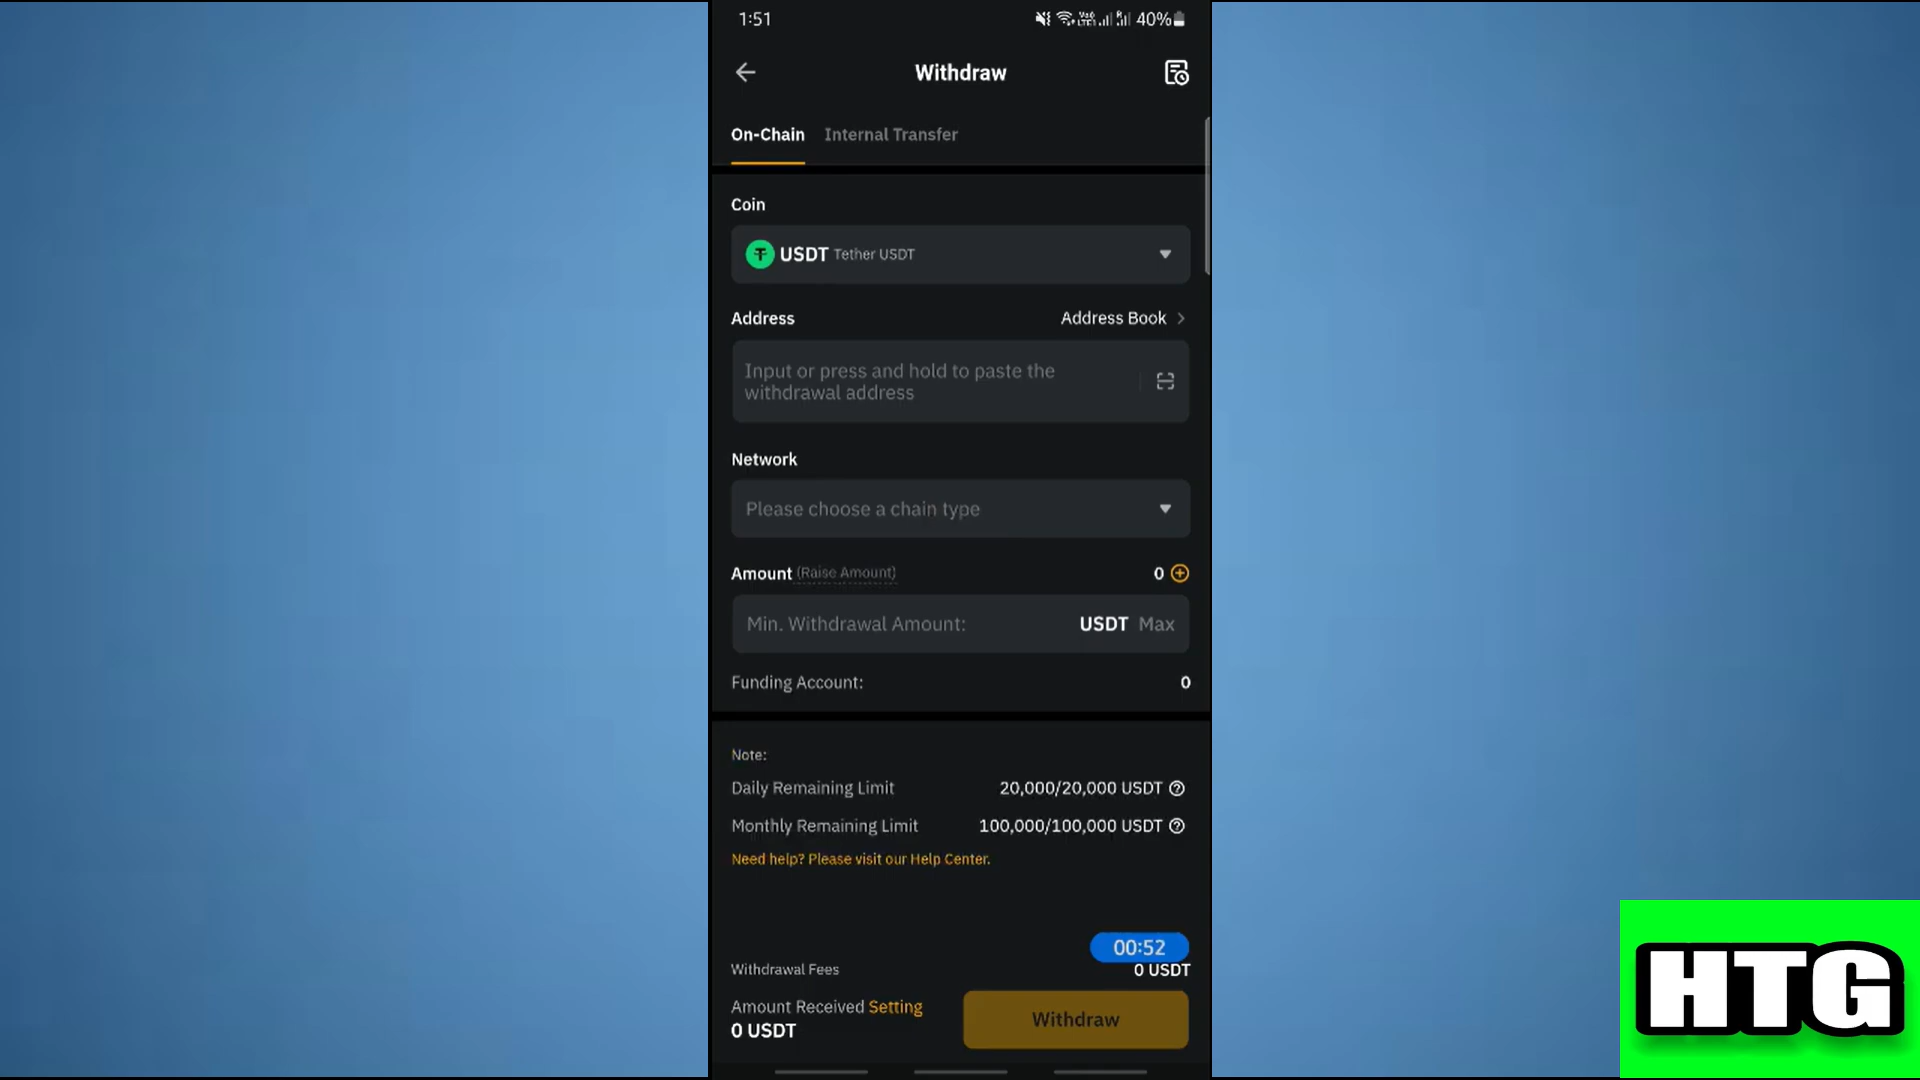 1:51
40%
Withdraw
On-Chain Internal Transfer
Coin
USDT Tether USDT
Address Address Book
Input or press and hold to paste the
withdrawal address
Network
Please choose a chain type
Amount (Raise Amount) 0
Min. Withdrawal Amount: USDT Max
Funding Account: 0
Note:
Daily Remaining Limit 20,000/20,000 USDT
Monthly Remaining Limit 100,000/100,000 USDT
Need help? Please visit our Help Center.
00:52
Withdrawal Fees 0 USDT
Amount Received Setting
0 USDT
Withdraw
HTG